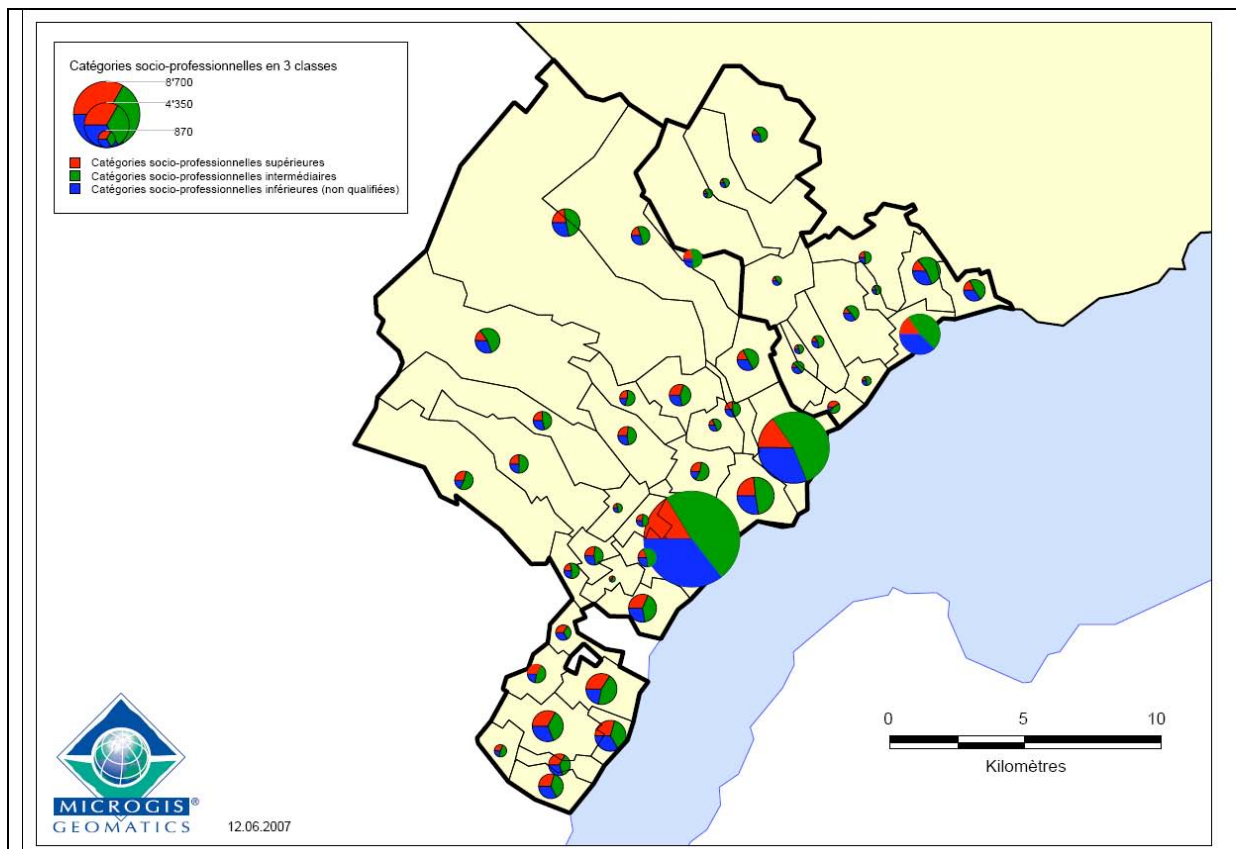 Catégories socio-professionnelles en 3 classes
8'700
4'350
870
Catégories socio-professionnelles supérieures
Catégories socio-professionnelles intermédiaires
Catégories socio-professionnelles inférieures (non qualifiées)
0 5 10
Kilomètres
MICROGIS®
GEOMATICS
12.06.2007